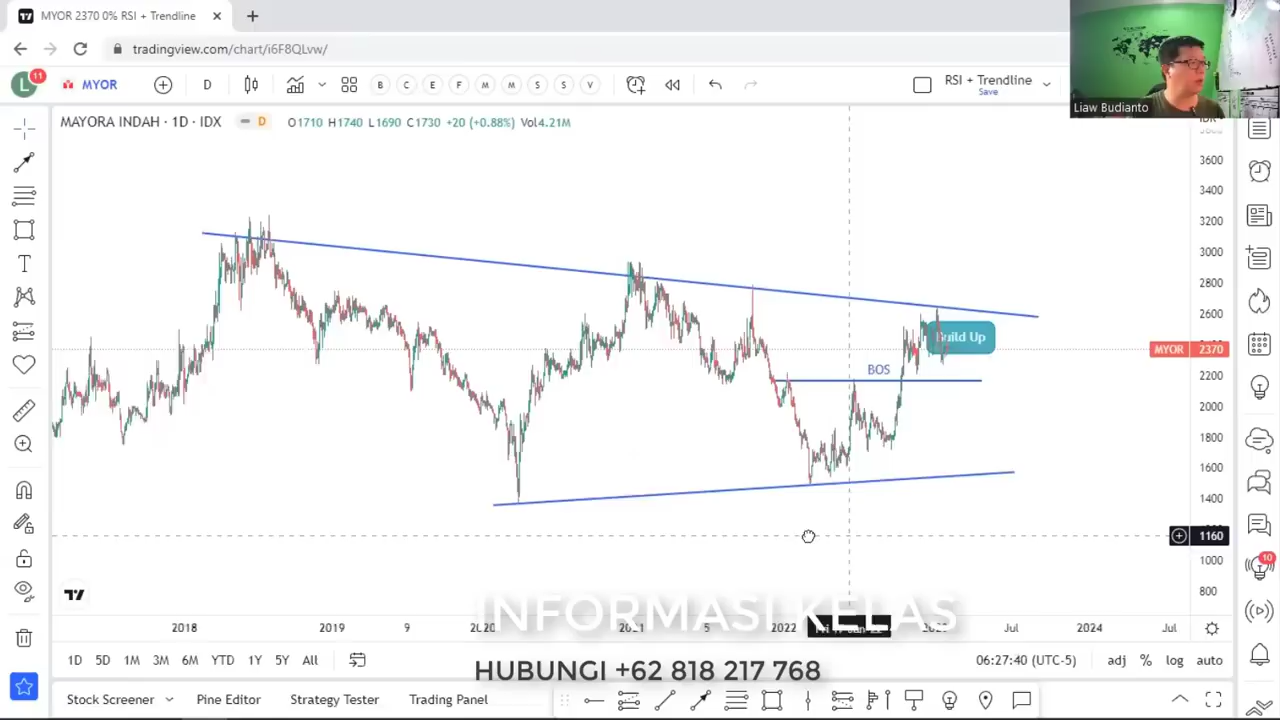 MYOR 2370 0% RSI + Trendline
tradingview.com/chart/i6F8QLvw/
L 11 MYOR D B C E F M M S S V RSI + Trendline
Save
Liaw Budianto
MAYORA INDAH · 1D · IDX D O1710 H1740 L1690 C1730 +20 (+0.88%) Vol4.21M
3600
3400
3200
3000
2800
2600
Build Up
MYOR 2370
BOS
2200
2000
1800
1600
1400
1160
1000
10
800
INFORMASI KELAS
2018 2019 9 2020 2021 5 2022 Jul 2024 Jul
HUBUNGI +62 818 217 768
1D 5D 1M 3M 6M YTD 1Y 5Y All 06:27:40 (UTC-5) adj % log auto
Stock Screener Pine Editor Strategy Tester Trading Panel